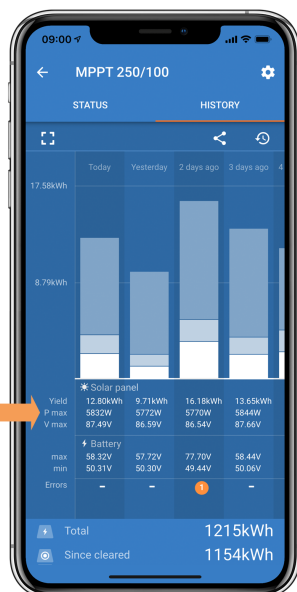 09:00
MPPT 250/100
STATUS HISTORY
Today Yesterday 2 days ago 3 days ago 4
17.58kWh
8.79kWh
Solar panel
Yield 12.80kWh 9.71kWh 16.18kWh 13.65kWh
P max 5832W 5772W 5770W 5844W
V max 87.49V 86.59V 86.54V 87.66V
Battery
max 58.32V 57.72V 77.70V 58.44V
min 50.31V 50.30V 49.44V 50.06V
Errors – – 1 –
Total 1215kWh
Since cleared 1154kWh